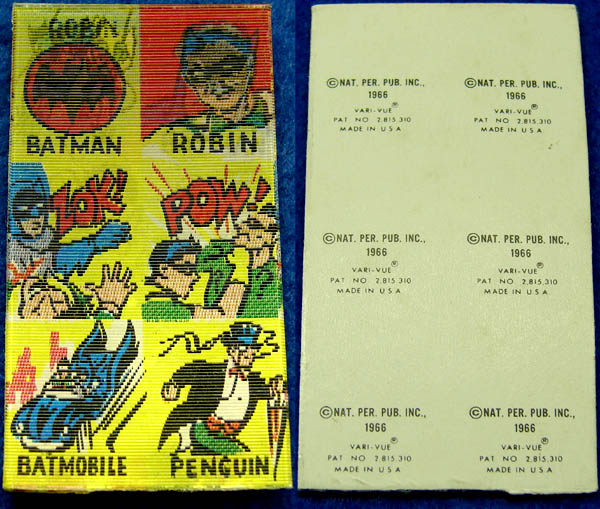 GOBIN
BATMAN
ROBIN
ZOK!
POW!
BATMOBILE
PENGUIN
©NAT. PER. PUB. INC.,
1966
VARI-VUE®
PAT NO 2,815,310
MADE IN U.S.A
©NAT. PER. PUB. INC.,
1966
VARI-VUE®
PAT NO 2,815,310
MADE IN U.S.A
©NAT. PER. PUB. INC.,
1966
VARI-VUE®
PAT NO 2,815,310
MADE IN U.S.A
©NAT. PER. PUB. INC.,
1966
VARI-VUE®
PAT NO 2,815,310
MADE IN U.S.A
©NAT. PER. PUB. INC.,
1966
VARI-VUE®
PAT NO 2,815,310
MADE IN U.S.A
©NAT. PER. PUB. INC.,
1966
VARI-VUE®
PAT NO 2,815,310
MADE IN U.S.A